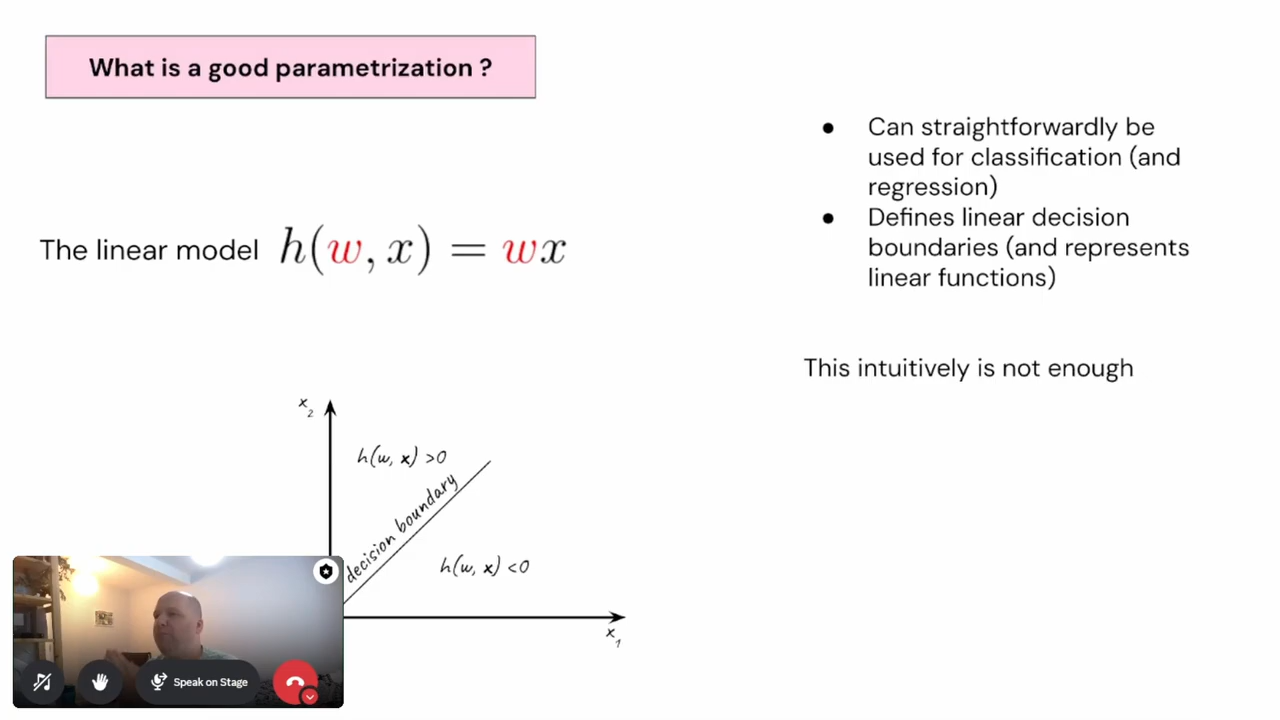 What is a good parametrization ?
The linear model h(w, x) = wx
● Can straightforwardly be
used for classification (and
regression)
● Defines linear decision
boundaries (and represents
linear functions)
This intuitively is not enough
x₂
h(w, x) >0
decision boundary
h(w, x) <0
x₁
Speak on Stage